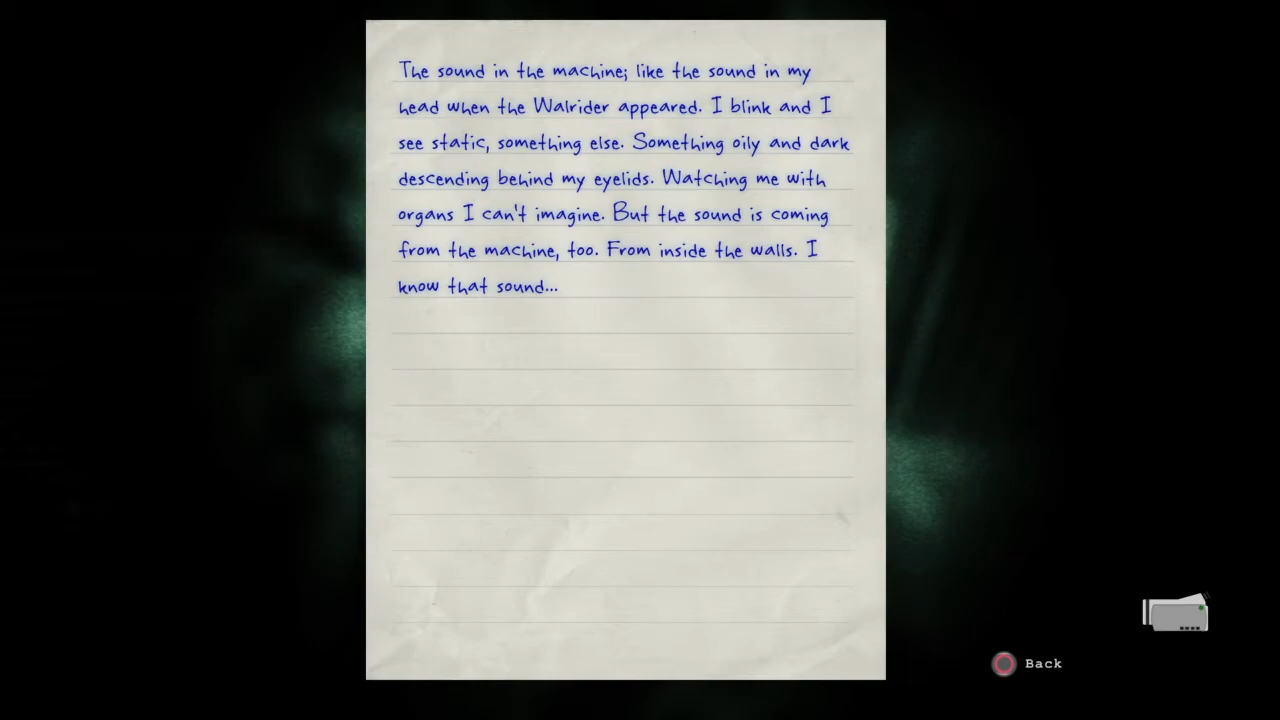 The sound in the machine; like the sound in my
head when the Walrider appeared. I blink and I
see static, something else. Something oily and dark
descending behind my eyelids. Watching me with
organs I can't imagine. But the sound is coming
from the machine, too. From inside the walls. I
know that sound...
Back